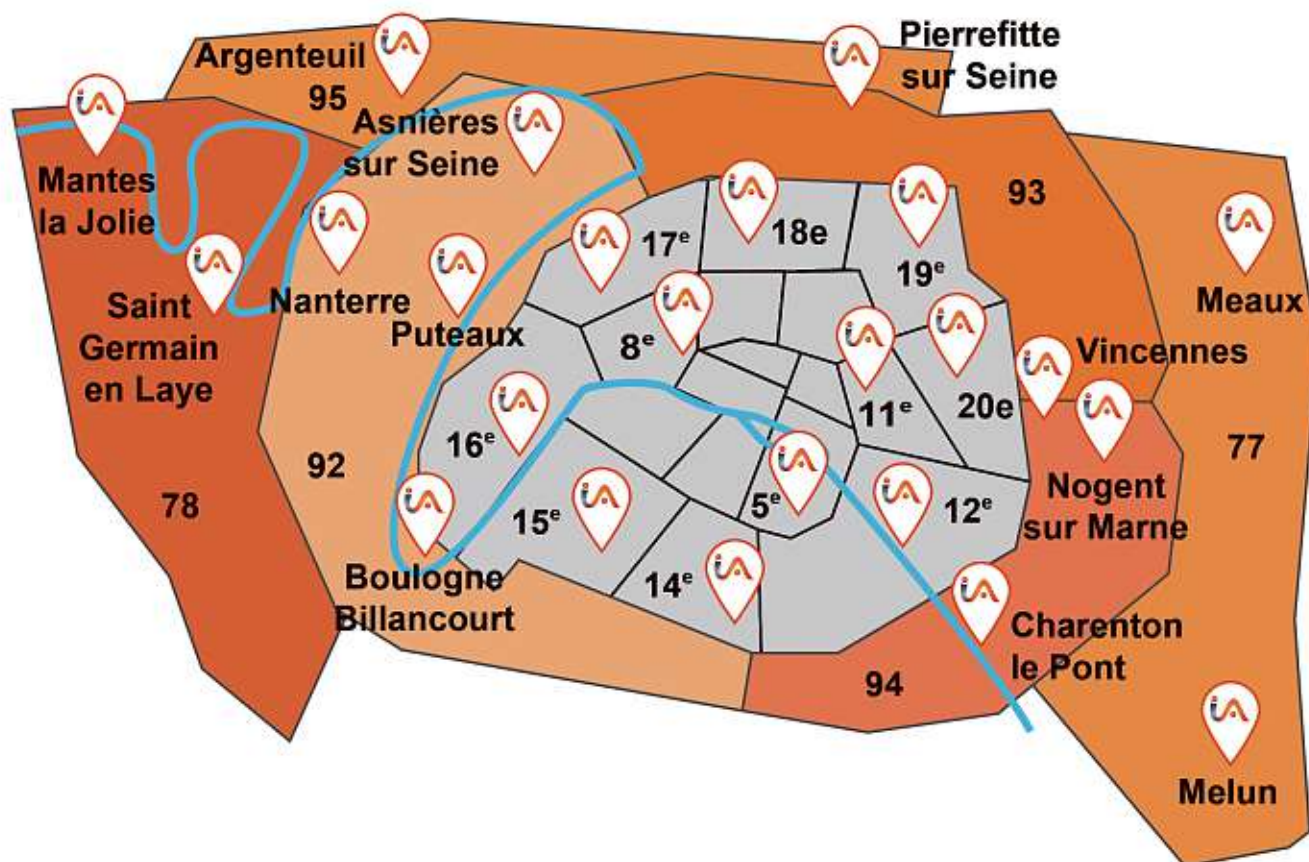 Argenteuil
95
Pierrefitte
sur Seine
Asnières
sur Seine
Mantes
la Jolie
93
17e
18e
19e
Meaux
Saint
Germain
en Laye
Nanterre
Puteaux
8e
Vincennes
11e
20e
16e
92
77
78
15e
5e
12e
Nogent
sur Marne
14e
Boulogne
Billancourt
Charenton
le Pont
94
Melun